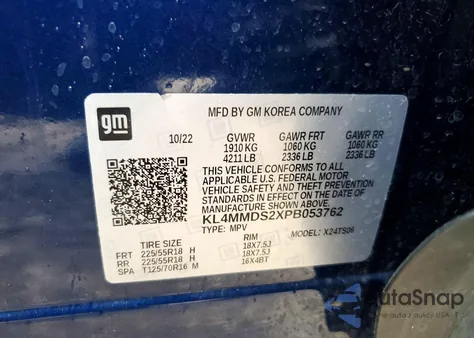 gm
MFD BY GM KOREA COMPANY
10/22 GVWR GAWR FRT GAWR RR
1910 KG 1060 KG 1060 KG
4211 LB 2336 LB 2336 LB
THIS VEHICLE CONFORMS TO ALL
APPLICABLE U.S. FEDERAL MOTOR
VEHICLE SAFETY AND THEFT
PREVENTION STANDARDS IN EFFECT ON
THE DATE OF MANUFACTURE SHOWN ABOVE.
KL4MMDS2XPB053762
TYPE: MPV MODEL: X24TS06
TIRE SIZE RIM
FRT 225/55R18 H 18X7.5J
RR 225/55R18 H 18X7.5J
SPA T125/70R16 M 16X4BT
AutaSnap